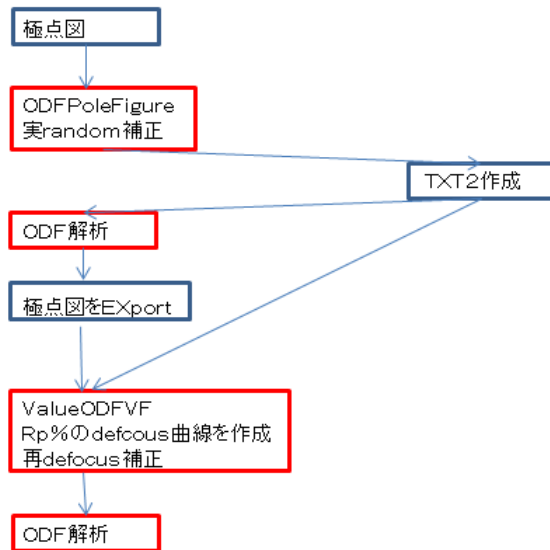 極点図
ODFPoleFigure
実random補正
TXT2作成
ODF解析
極点図をEXport
ValueODFVF
Rp%のdefcous曲線を作成
再defocus補正
ODF解析